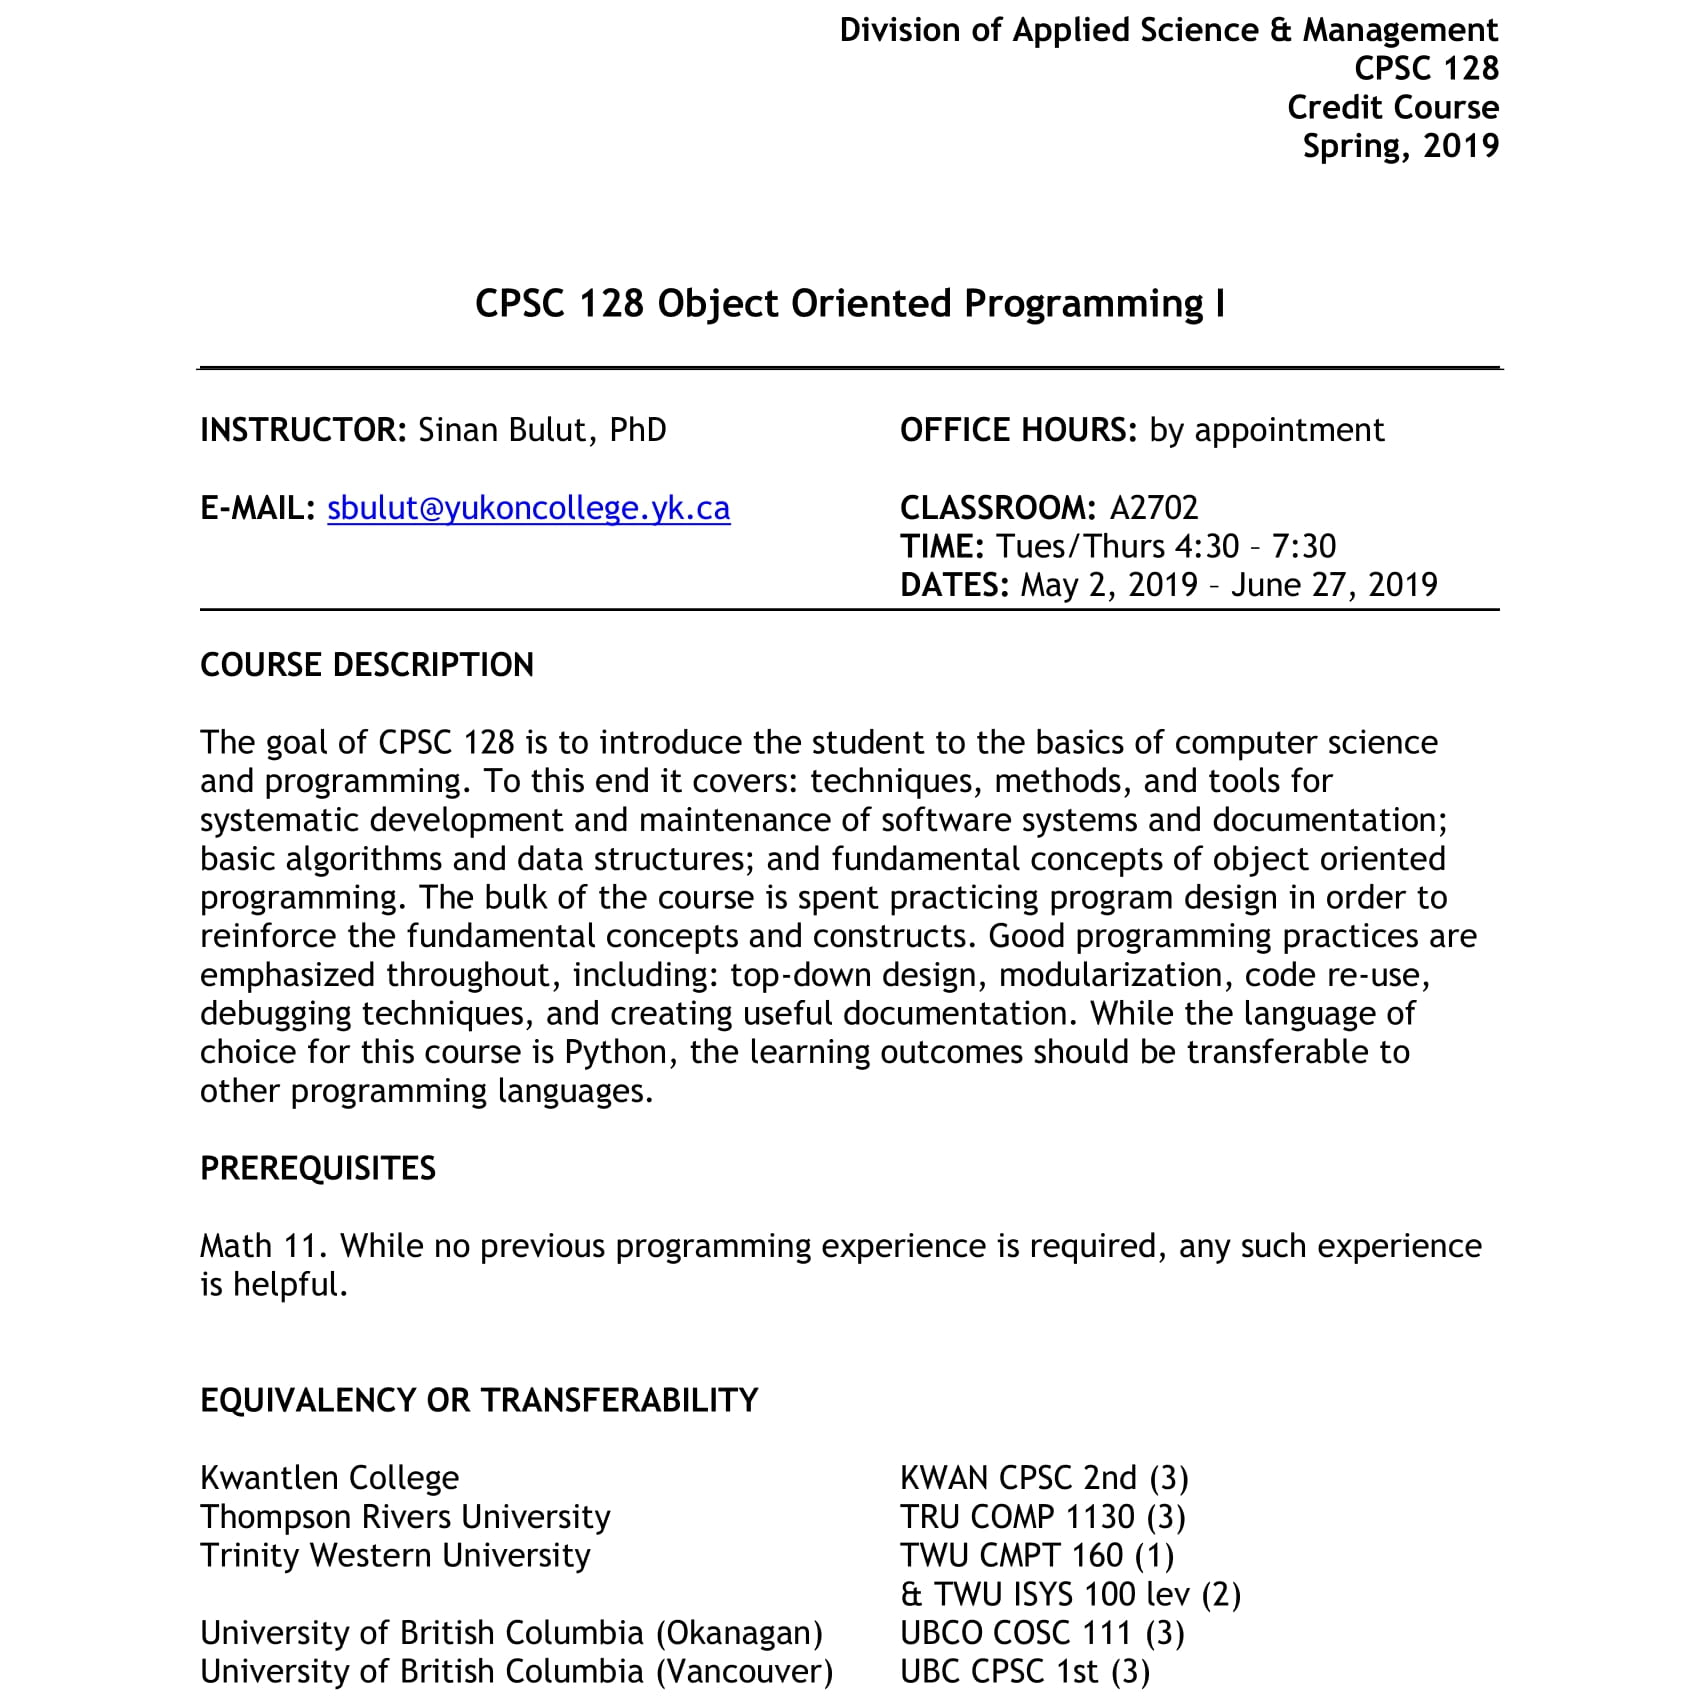 Division of Applied Science & Management
CPSC 128
Credit Course
Spring, 2019
CPSC 128 Object Oriented Programming I
INSTRUCTOR: Sinan Bulut, PhD
OFFICE HOURS: by appointment
E-MAIL: sbulut@yukoncollege.yk.ca
CLASSROOM: A2702
TIME: Tues/Thurs 4:30 – 7:30
DATES: May 2, 2019 – June 27, 2019
COURSE DESCRIPTION
The goal of CPSC 128 is to introduce the student to the basics of computer science
and programming. To this end it covers: techniques, methods, and tools for
systematic development and maintenance of software systems and documentation;
basic algorithms and data structures; and fundamental concepts of object oriented
programming. The bulk of the course is spent practicing program design in order to
reinforce the fundamental concepts and constructs. Good programming practices are
emphasized throughout, including: top-down design, modularization, code re-use,
debugging techniques, and creating useful documentation. While the language of
choice for this course is Python, the learning outcomes should be transferable to
other programming languages.
PREREQUISITES
Math 11. While no previous programming experience is required, any such experience
is helpful.
EQUIVALENCY OR TRANSFERABILITY
Kwantlen College KWAN CPSC 2nd (3)
Thompson Rivers University TRU COMP 1130 (3)
Trinity Western University TWU CMPT 160 (1)
& TWU ISYS 100 lev (2)
University of British Columbia (Okanagan) UBCO COSC 111 (3)
University of British Columbia (Vancouver) UBC CPSC 1st (3)